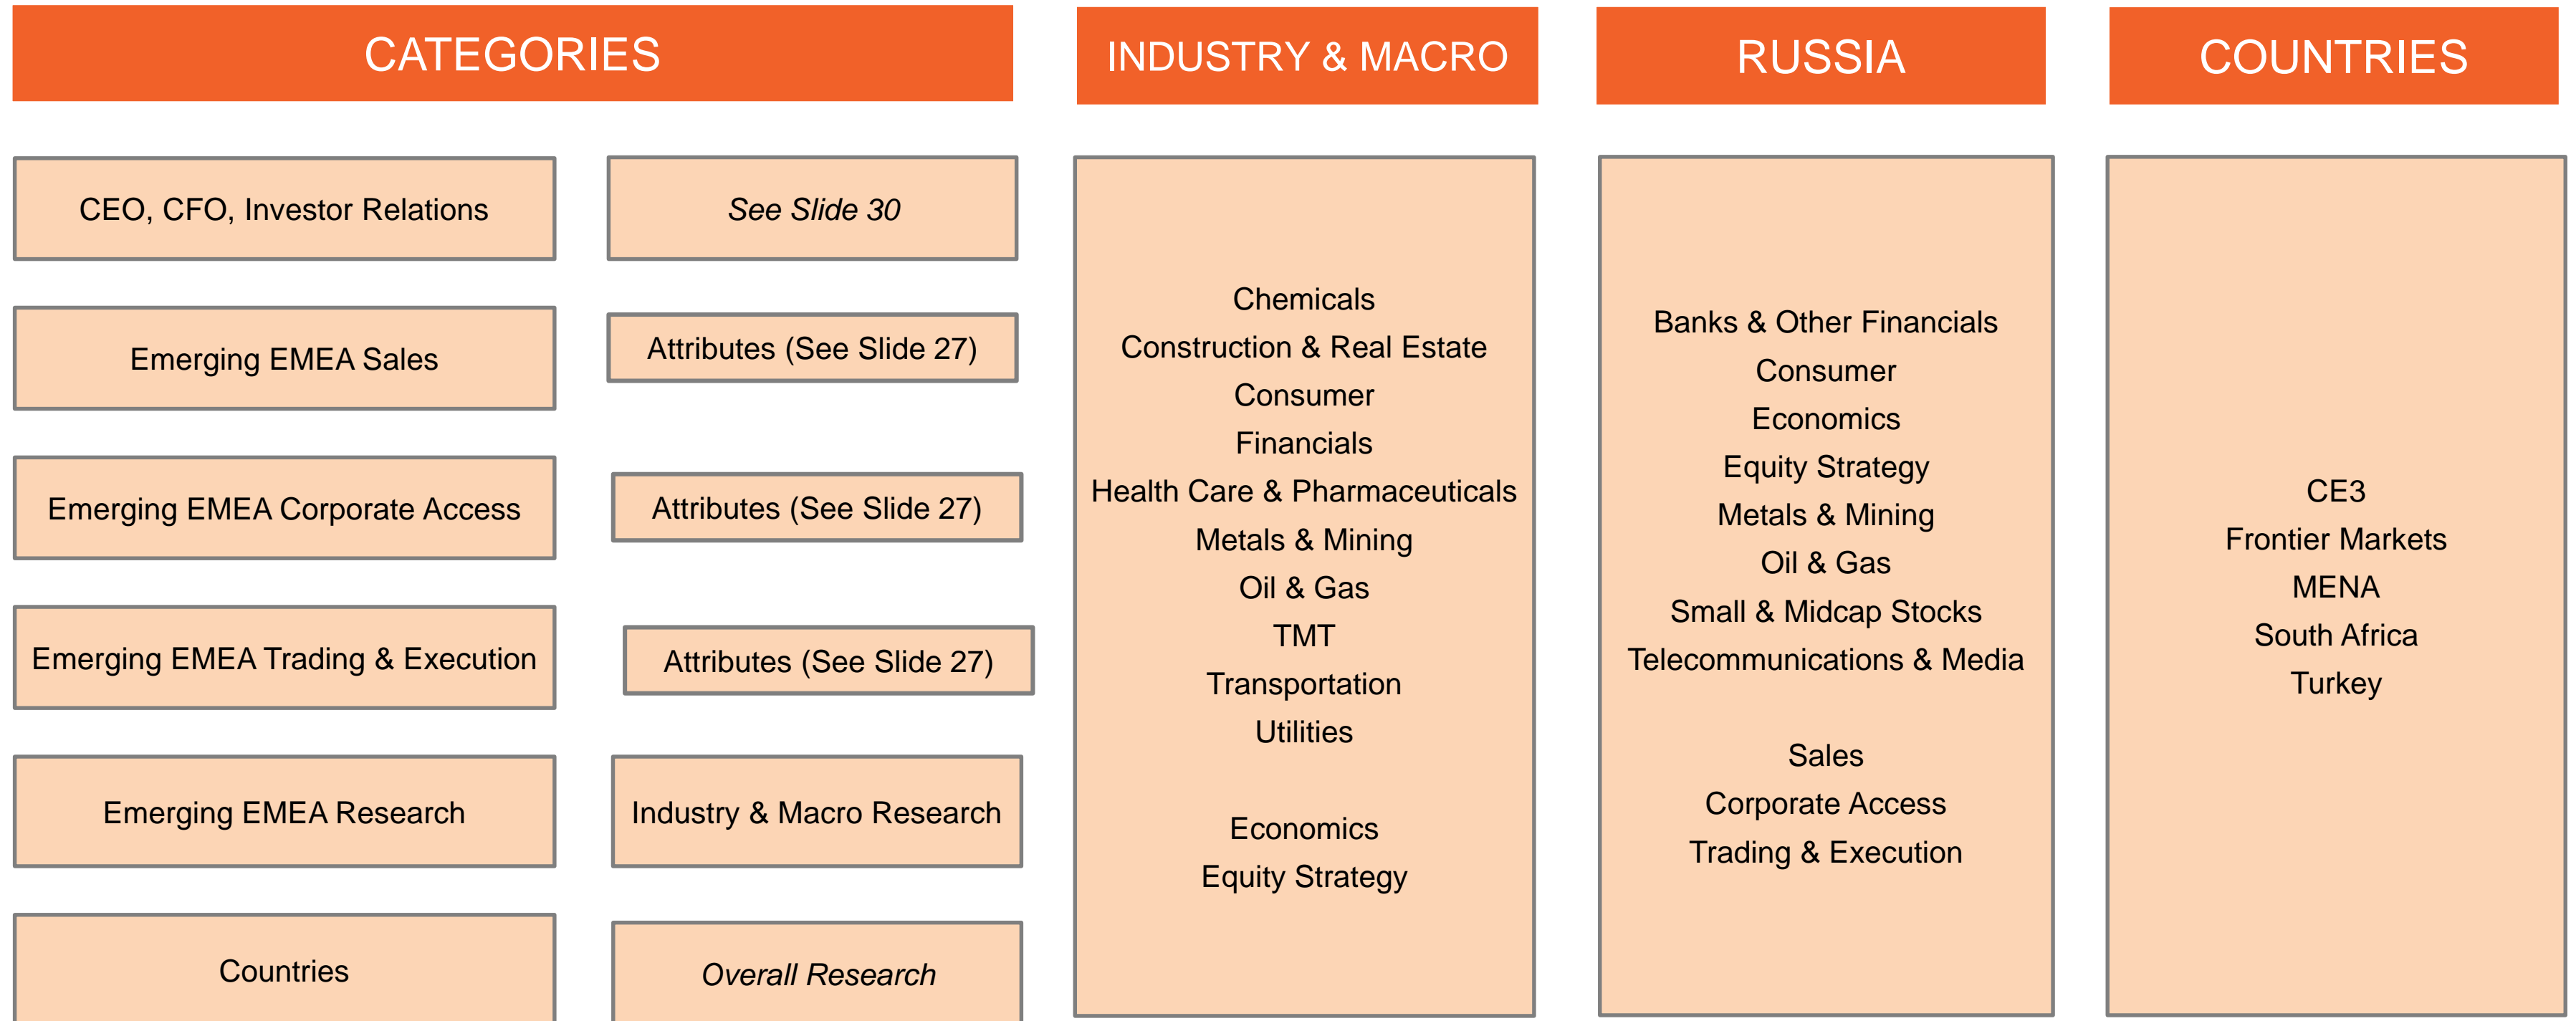 CATEGORIES
CEO, CFO, Investor Relations
See Slide 30
Emerging EMEA Sales
Attributes (See Slide 27)
Emerging EMEA Corporate Access
Attributes (See Slide 27)
Emerging EMEA Trading & Execution
Attributes (See Slide 27)
Emerging EMEA Research
Industry & Macro Research
Countries
Overall Research
INDUSTRY & MACRO
Chemicals
Construction & Real Estate
Consumer
Financials
Health Care & Pharmaceuticals
Metals & Mining
Oil & Gas
TMT
Transportation
Utilities
Economics
Equity Strategy
RUSSIA
Banks & Other Financials
Consumer
Economics
Equity Strategy
Metals & Mining
Oil & Gas
Small & Midcap Stocks
Telecommunications & Media
Sales
Corporate Access
Trading & Execution
COUNTRIES
CE3
Frontier Markets
MENA
South Africa
Turkey